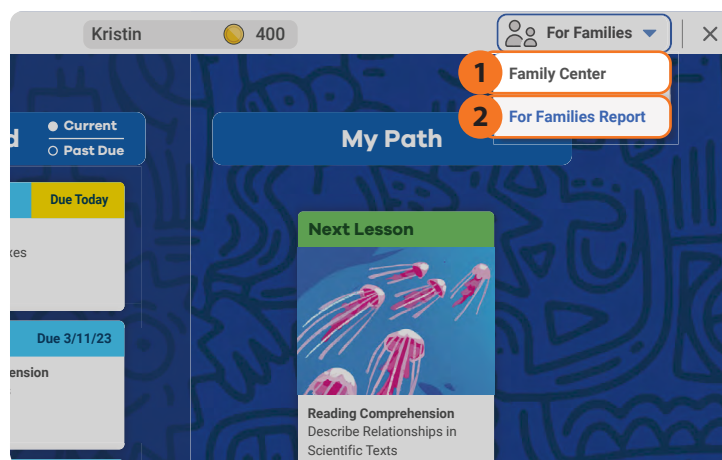 Kristin
400
For Families
1 Family Center
2 For Families Report
Current
Past Due
My Path
Due Today
Due 3/11/23
Next Lesson
Reading Comprehension
Describe Relationships in
Scientific Texts